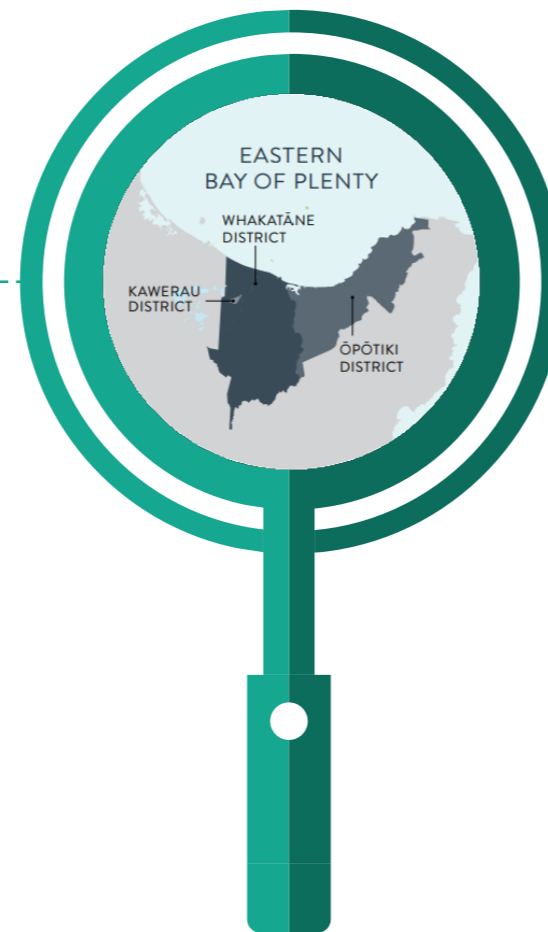 EASTERN
BAY OF PLENTY
WHAKATĀNE
DISTRICT
KAWERAU
DISTRICT
ŌPŌTIKI
DISTRICT